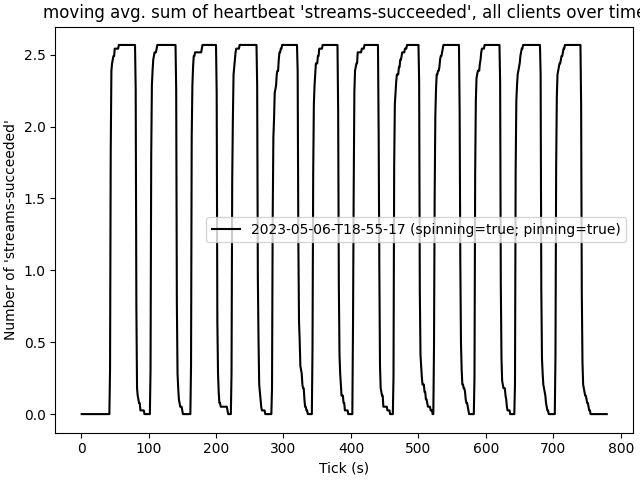 moving avg. sum of heartbeat 'streams-succeeded', all clients over time
Number of 'streams-succeeded'
2.5
2.0
1.5
1.0
0.5
0.0
2023-05-06-T18-55-17 (spinning=true; pinning=true)
0 100 200 300 400 500 600 700 800
Tick (s)